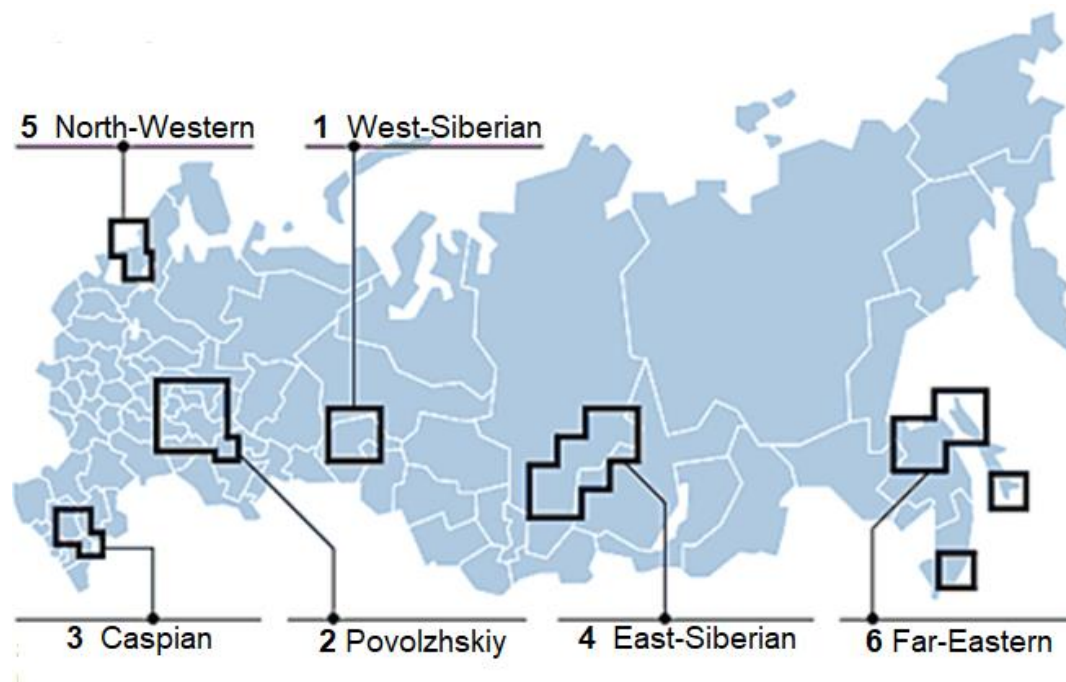 5 North-Western
1 West-Siberian
3 Caspian
2 Povolzhskiy
4 East-Siberian
6 Far-Eastern